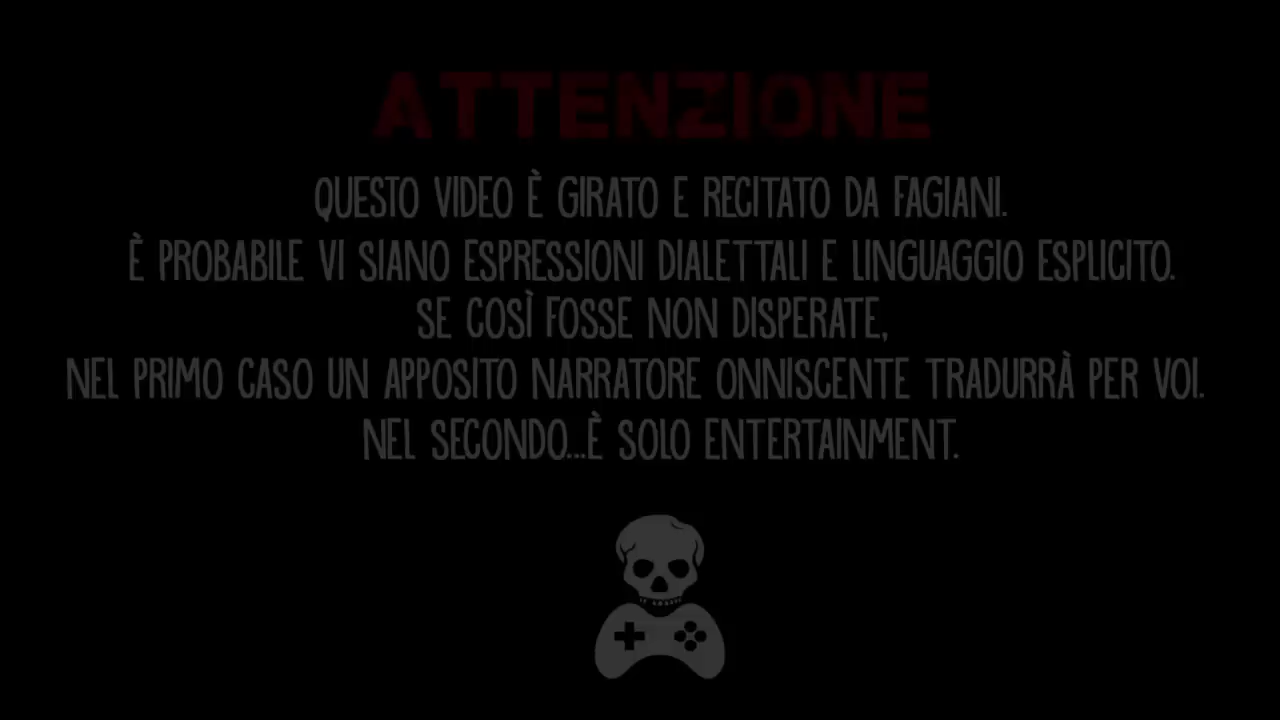 ATTENZIONE
QUESTO VIDEO È GIRATO E RECITATO DA FAGIANI.
È PROBABILE VI SIANO ESPRESSIONI DIALETTALI E LINGUAGGIO ESPLICITO.
SE COSÌ FOSSE NON DISPERATE,
NEL PRIMO CASO UN APPOSITO NARRATORE ONNISCENTE TRADURRÀ PER VOI.
NEL SECONDO...È SOLO ENTERTAINMENT.